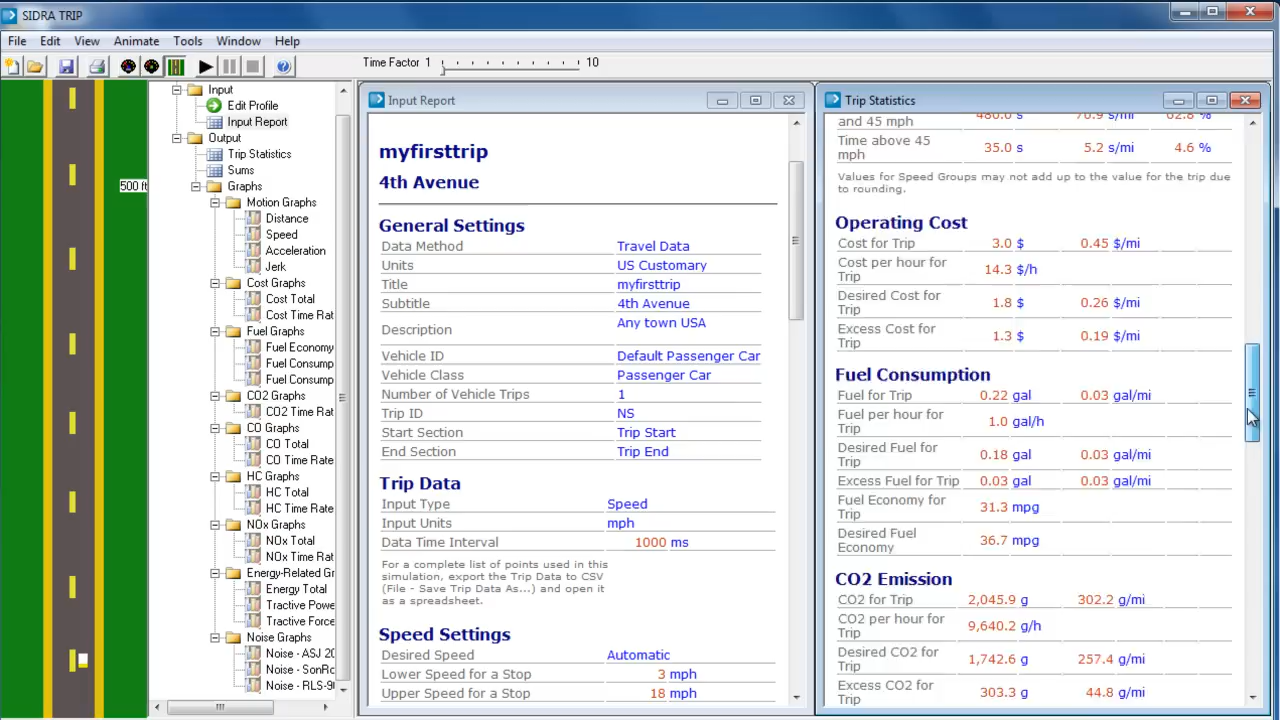 SIDRA TRIP
File Edit View Animate Tools Window Help
Time Factor 1 10
500 ft
Input
Edit Profile
Input Report
Output
Trip Statistics
Sums
Graphs
Motion Graphs
Distance
Speed
Acceleration
Jerk
Cost Graphs
Cost Total
Cost Time Rat
Fuel Graphs
Fuel Economy
Fuel Consump
Fuel Consump
CO2 Graphs
CO2 Time Rat
CO Graphs
CO Total
CO Time Rate
HC Graphs
HC Total
HC Time Rate
NOx Graphs
NOx Total
NOx Time Rat
Energy-Related Gr
Energy Total
Tractive Powe
Tractive Force
Noise Graphs
Noise - ASJ 20
Noise - SonRo
Noise - RLS-90
Input Report
myfirsttrip
4th Avenue
General Settings
Data Method Travel Data
Units US Customary
Title myfirsttrip
Subtitle 4th Avenue
Description Any town USA
Vehicle ID Default Passenger Car
Vehicle Class Passenger Car
Number of Vehicle Trips 1
Trip ID NS
Start Section Trip Start
End Section Trip End
Trip Data
Input Type Speed
Input Units mph
Data Time Interval 1000 ms
For a complete list of points used in this
simulation, export the Trip Data to CSV
(File - Save Trip Data As...) and open it
as a spreadsheet.
Speed Settings
Desired Speed Automatic
Lower Speed for a Stop 3 mph
Upper Speed for a Stop 18 mph
Trip Statistics
and 45 mph 480.0 s 70.9 s/mi 62.8 %
Time above 45
mph 35.0 s 5.2 s/mi 4.6 %
Values for Speed Groups may not add up to the value for the trip due
to rounding.
Operating Cost
Cost for Trip 3.0 $ 0.45 $/mi
Cost per hour for
Trip 14.3 $/h
Desired Cost for
Trip 1.8 $ 0.26 $/mi
Excess Cost for
Trip 1.3 $ 0.19 $/mi
Fuel Consumption
Fuel for Trip 0.22 gal 0.03 gal/mi
Fuel per hour for
Trip 1.0 gal/h
Desired Fuel for
Trip 0.18 gal 0.03 gal/mi
Excess Fuel for Trip 0.03 gal 0.03 gal/mi
Fuel Economy for
Trip 31.3 mpg
Desired Fuel
Economy 36.7 mpg
CO2 Emission
CO2 for Trip 2,045.9 g 302.2 g/mi
CO2 per hour for
Trip 9,640.2 g/h
Desired CO2 for
Trip 1,742.6 g 257.4 g/mi
Excess CO2 for
Trip 303.3 g 44.8 g/mi